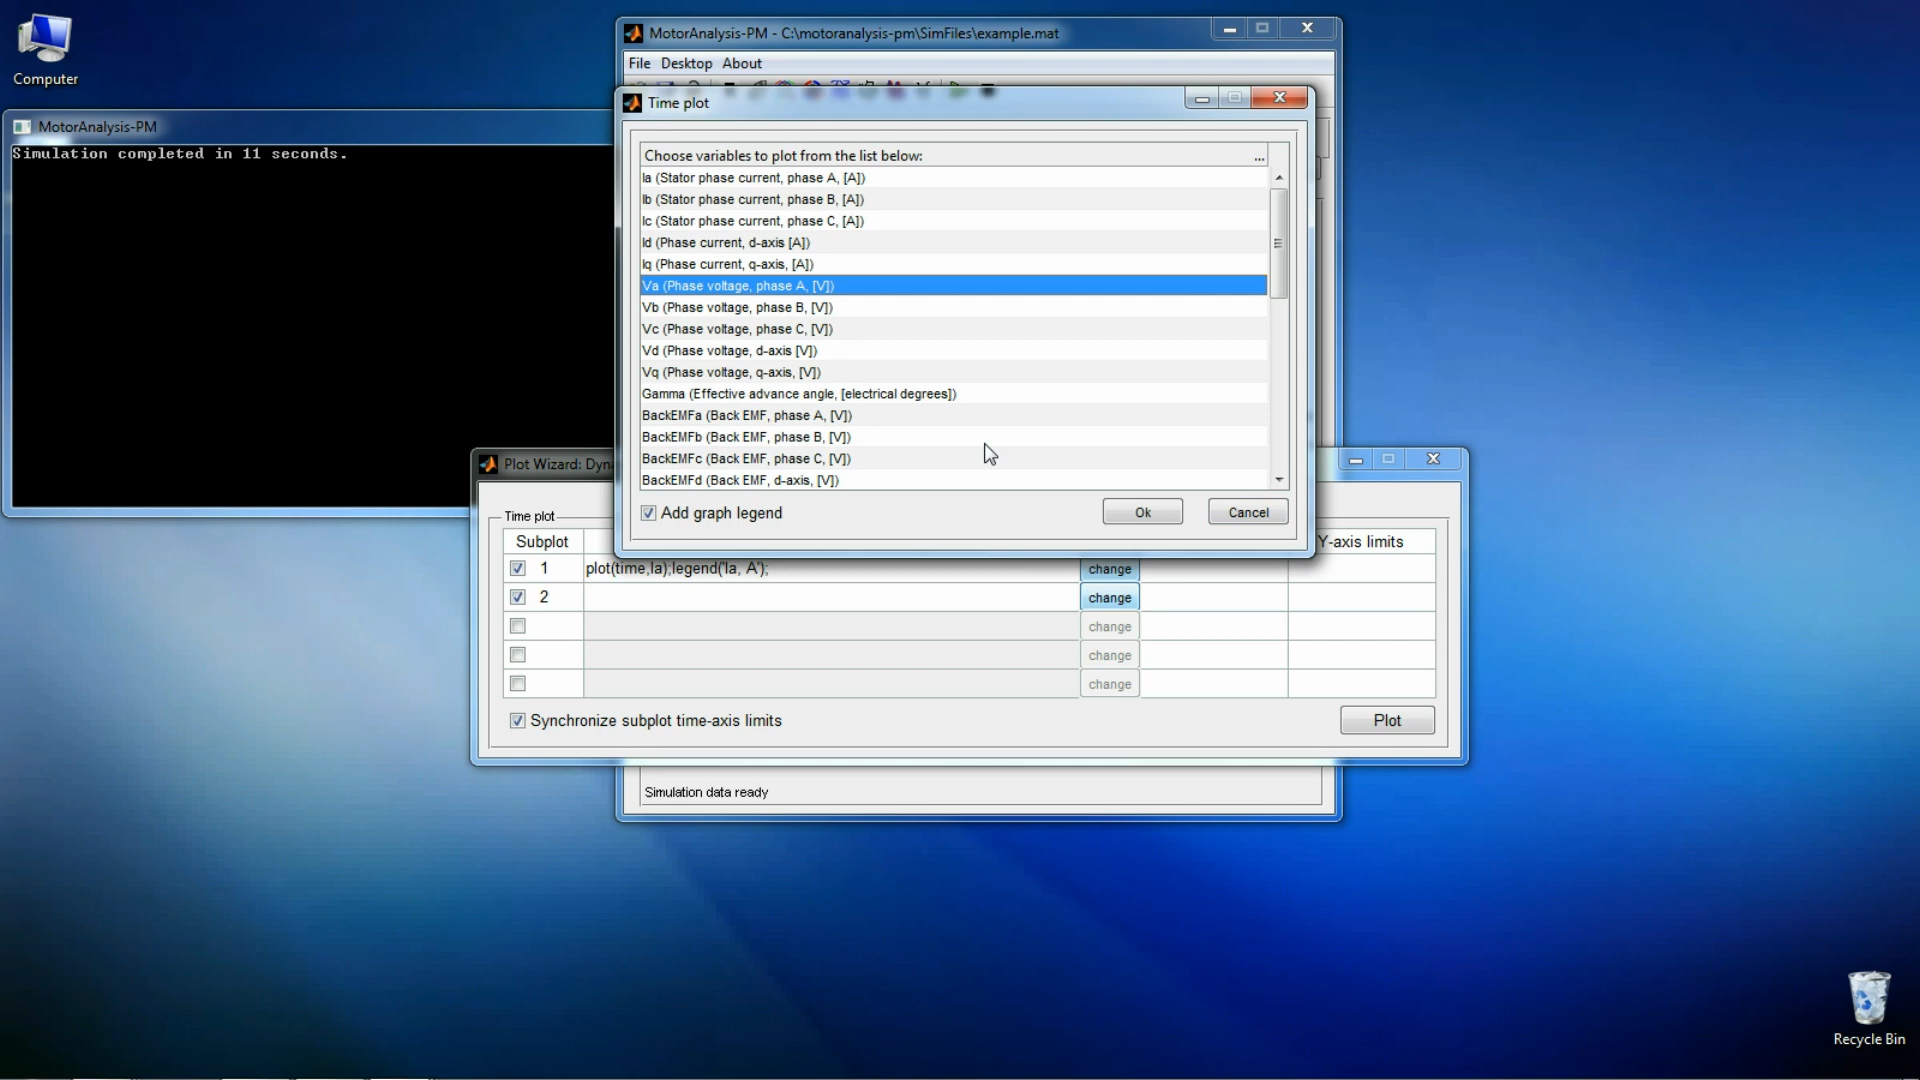 Computer
MotorAnalysis-PM - C:\motoranalysis-pm\SimFiles\example.mat
File Desktop About
Time plot
MotorAnalysis-PM
Simulation completed in 11 seconds.
Choose variables to plot from the list below:
...
Ia (Stator phase current, phase A, [A])
Ib (Stator phase current, phase B, [A])
Ic (Stator phase current, phase C, [A])
Id (Phase current, d-axis [A])
Iq (Phase current, q-axis, [A])
Va (Phase voltage, phase A, [V])
Vb (Phase voltage, phase B, [V])
Vc (Phase voltage, phase C, [V])
Vd (Phase voltage, d-axis [V])
Vq (Phase voltage, q-axis, [V])
Gamma (Effective advance angle, [electrical degrees])
BackEMFa (Back EMF, phase A, [V])
BackEMFb (Back EMF, phase B, [V])
BackEMFc (Back EMF, phase C, [V])
BackEMFd (Back EMF, d-axis, [V])
Add graph legend
Ok
Cancel
Plot Wizard:
Time plot
Subplot
Y-axis limits
1 plot(time,Ia);legend('Ia, A'); change
2 change
change
change
change
Synchronize subplot time-axis limits
Plot
Simulation data ready
Recycle Bin